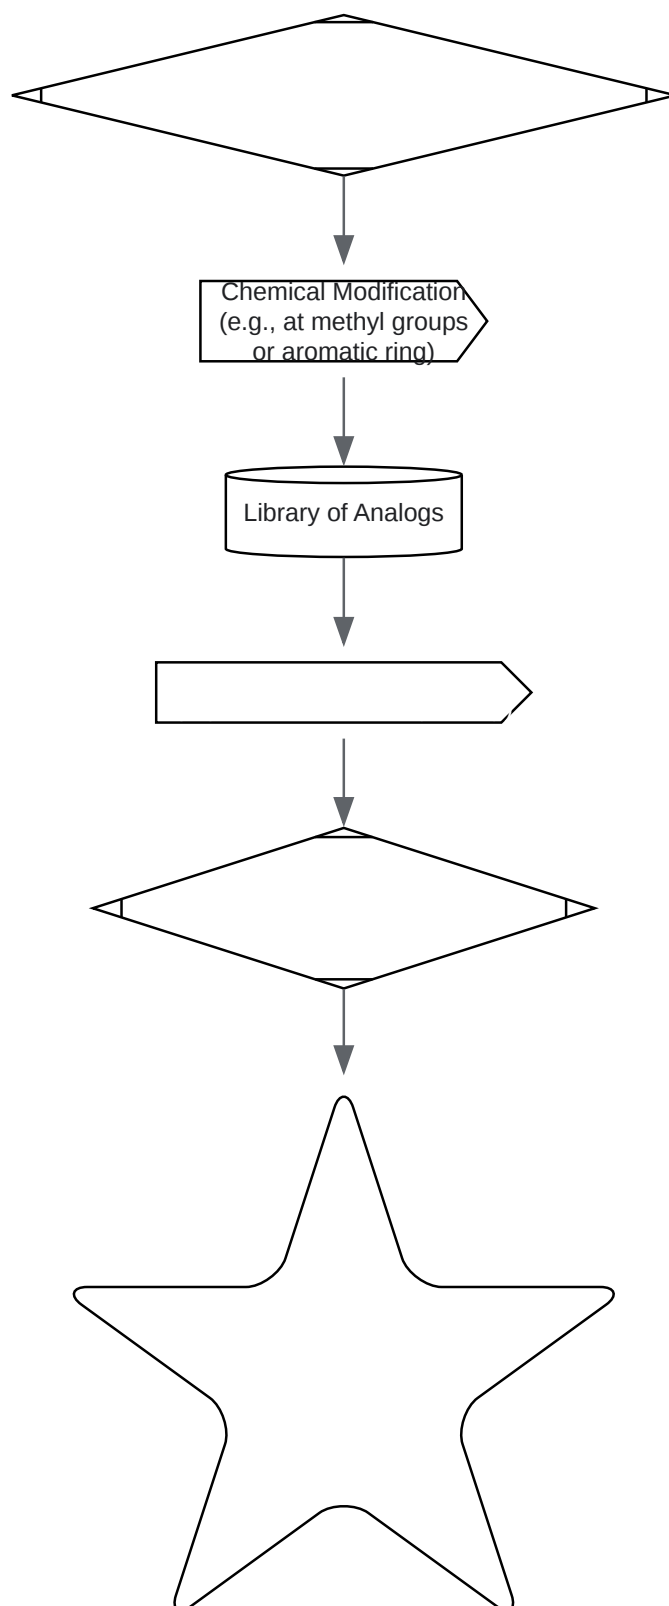 Chemical Modification
(e.g., at methyl groups
or aromatic ring)
Library of Analogs